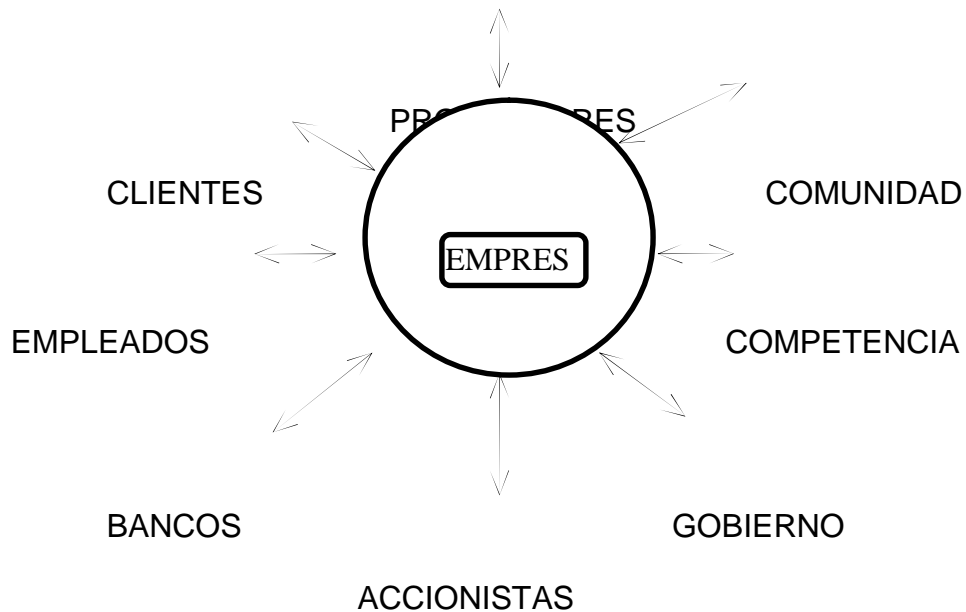 CLIENTES
COMUNIDAD
EMPRES
EMPLEADOS
COMPETENCIA
BANCOS
GOBIERNO
ACCIONISTAS